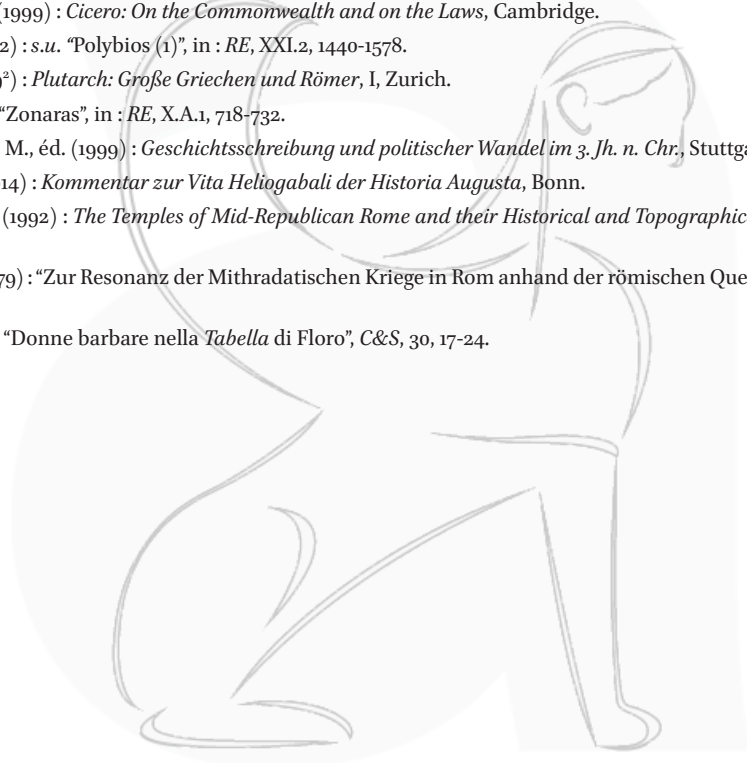 (1999) : Cicero: On the Commonwealth and on the Laws, Cambridge.
2) : s.u. “Polybios (1)”, in : RE, XXI.2, 1440-1578.
²) : Plutarch: Große Griechen und Römer, I, Zurich.
“Zonaras”, in : RE, X.A.1, 718-732.
M., éd. (1999) : Geschichtsschreibung und politischer Wandel im 3. Jh. n. Chr., Stuttga
14) : Kommentar zur Vita Heliogabali der Historia Augusta, Bonn.
(1992) : The Temples of Mid-Republican Rome and their Historical and Topographic
79) : “Zur Resonanz der Mithradatischen Kriege in Rom anhand der römischen Que
“Donne barbare nella Tabella di Floro”, C&S, 30, 17-24.